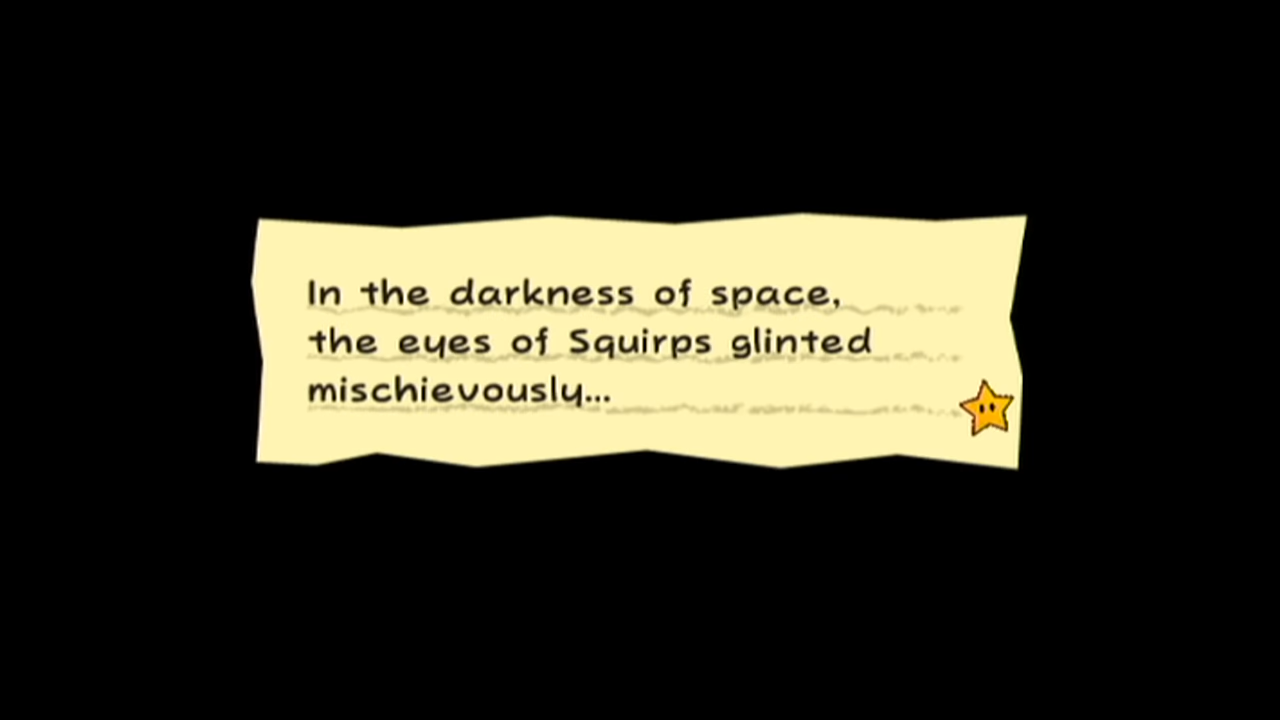 In the darkness of space,
the eyes of Squirps glinted
mischievously...